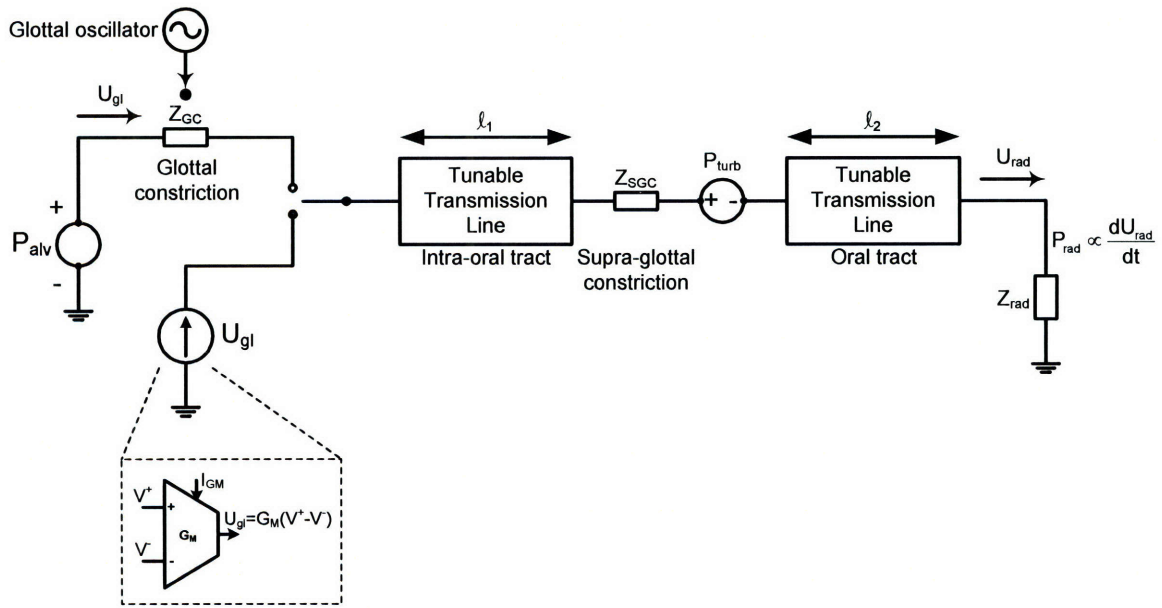 Glottal oscillator
U_gl
Z_GC
Glottal
constriction
+
P_alv
-
U_gl
V^+
V^-
+
-
G_M
I_GM
U_gl=G_M(V^+-V^-)
ℓ_1
Tunable
Transmission
Line
Intra-oral tract
Z_SGC
Supra-glottal
constriction
P_turb
+ -
ℓ_2
Tunable
Transmission
Line
Oral tract
U_rad
P_rad ∝ dU_rad/dt
Z_rad